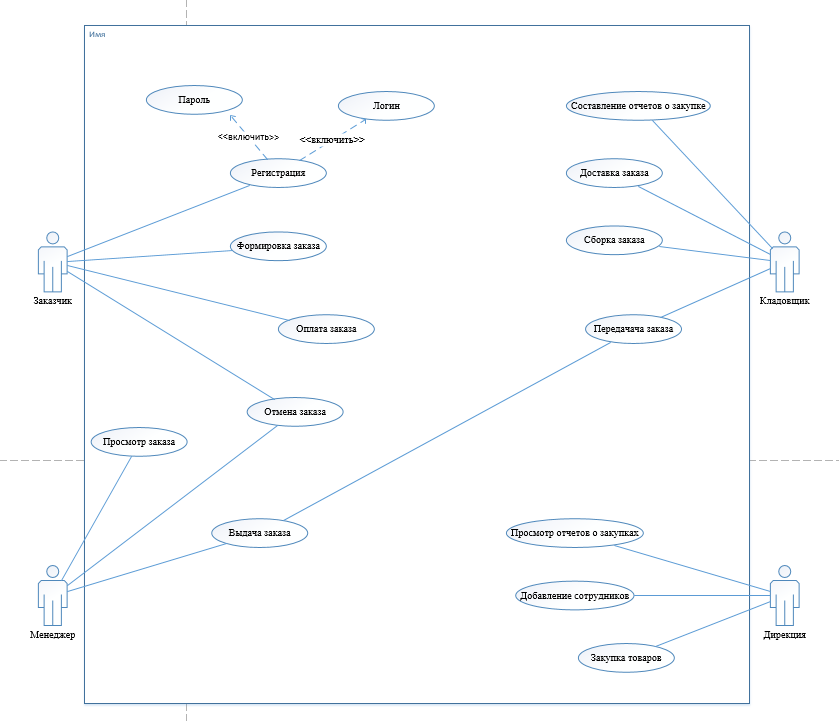 Имя
Пароль
Логин
Составление отчетов о закупке
<<включить>>
<<включить>>
Регистрация
Доставка заказа
Формировка заказа
Сборка заказа
Заказчик
Кладовщик
Оплата заказа
Передачача заказа
Отмена заказа
Просмотр заказа
Выдача заказа
Просмотр отчетов о закупках
Добавление сотрудников
Менеджер
Дирекция
Закупка товаров